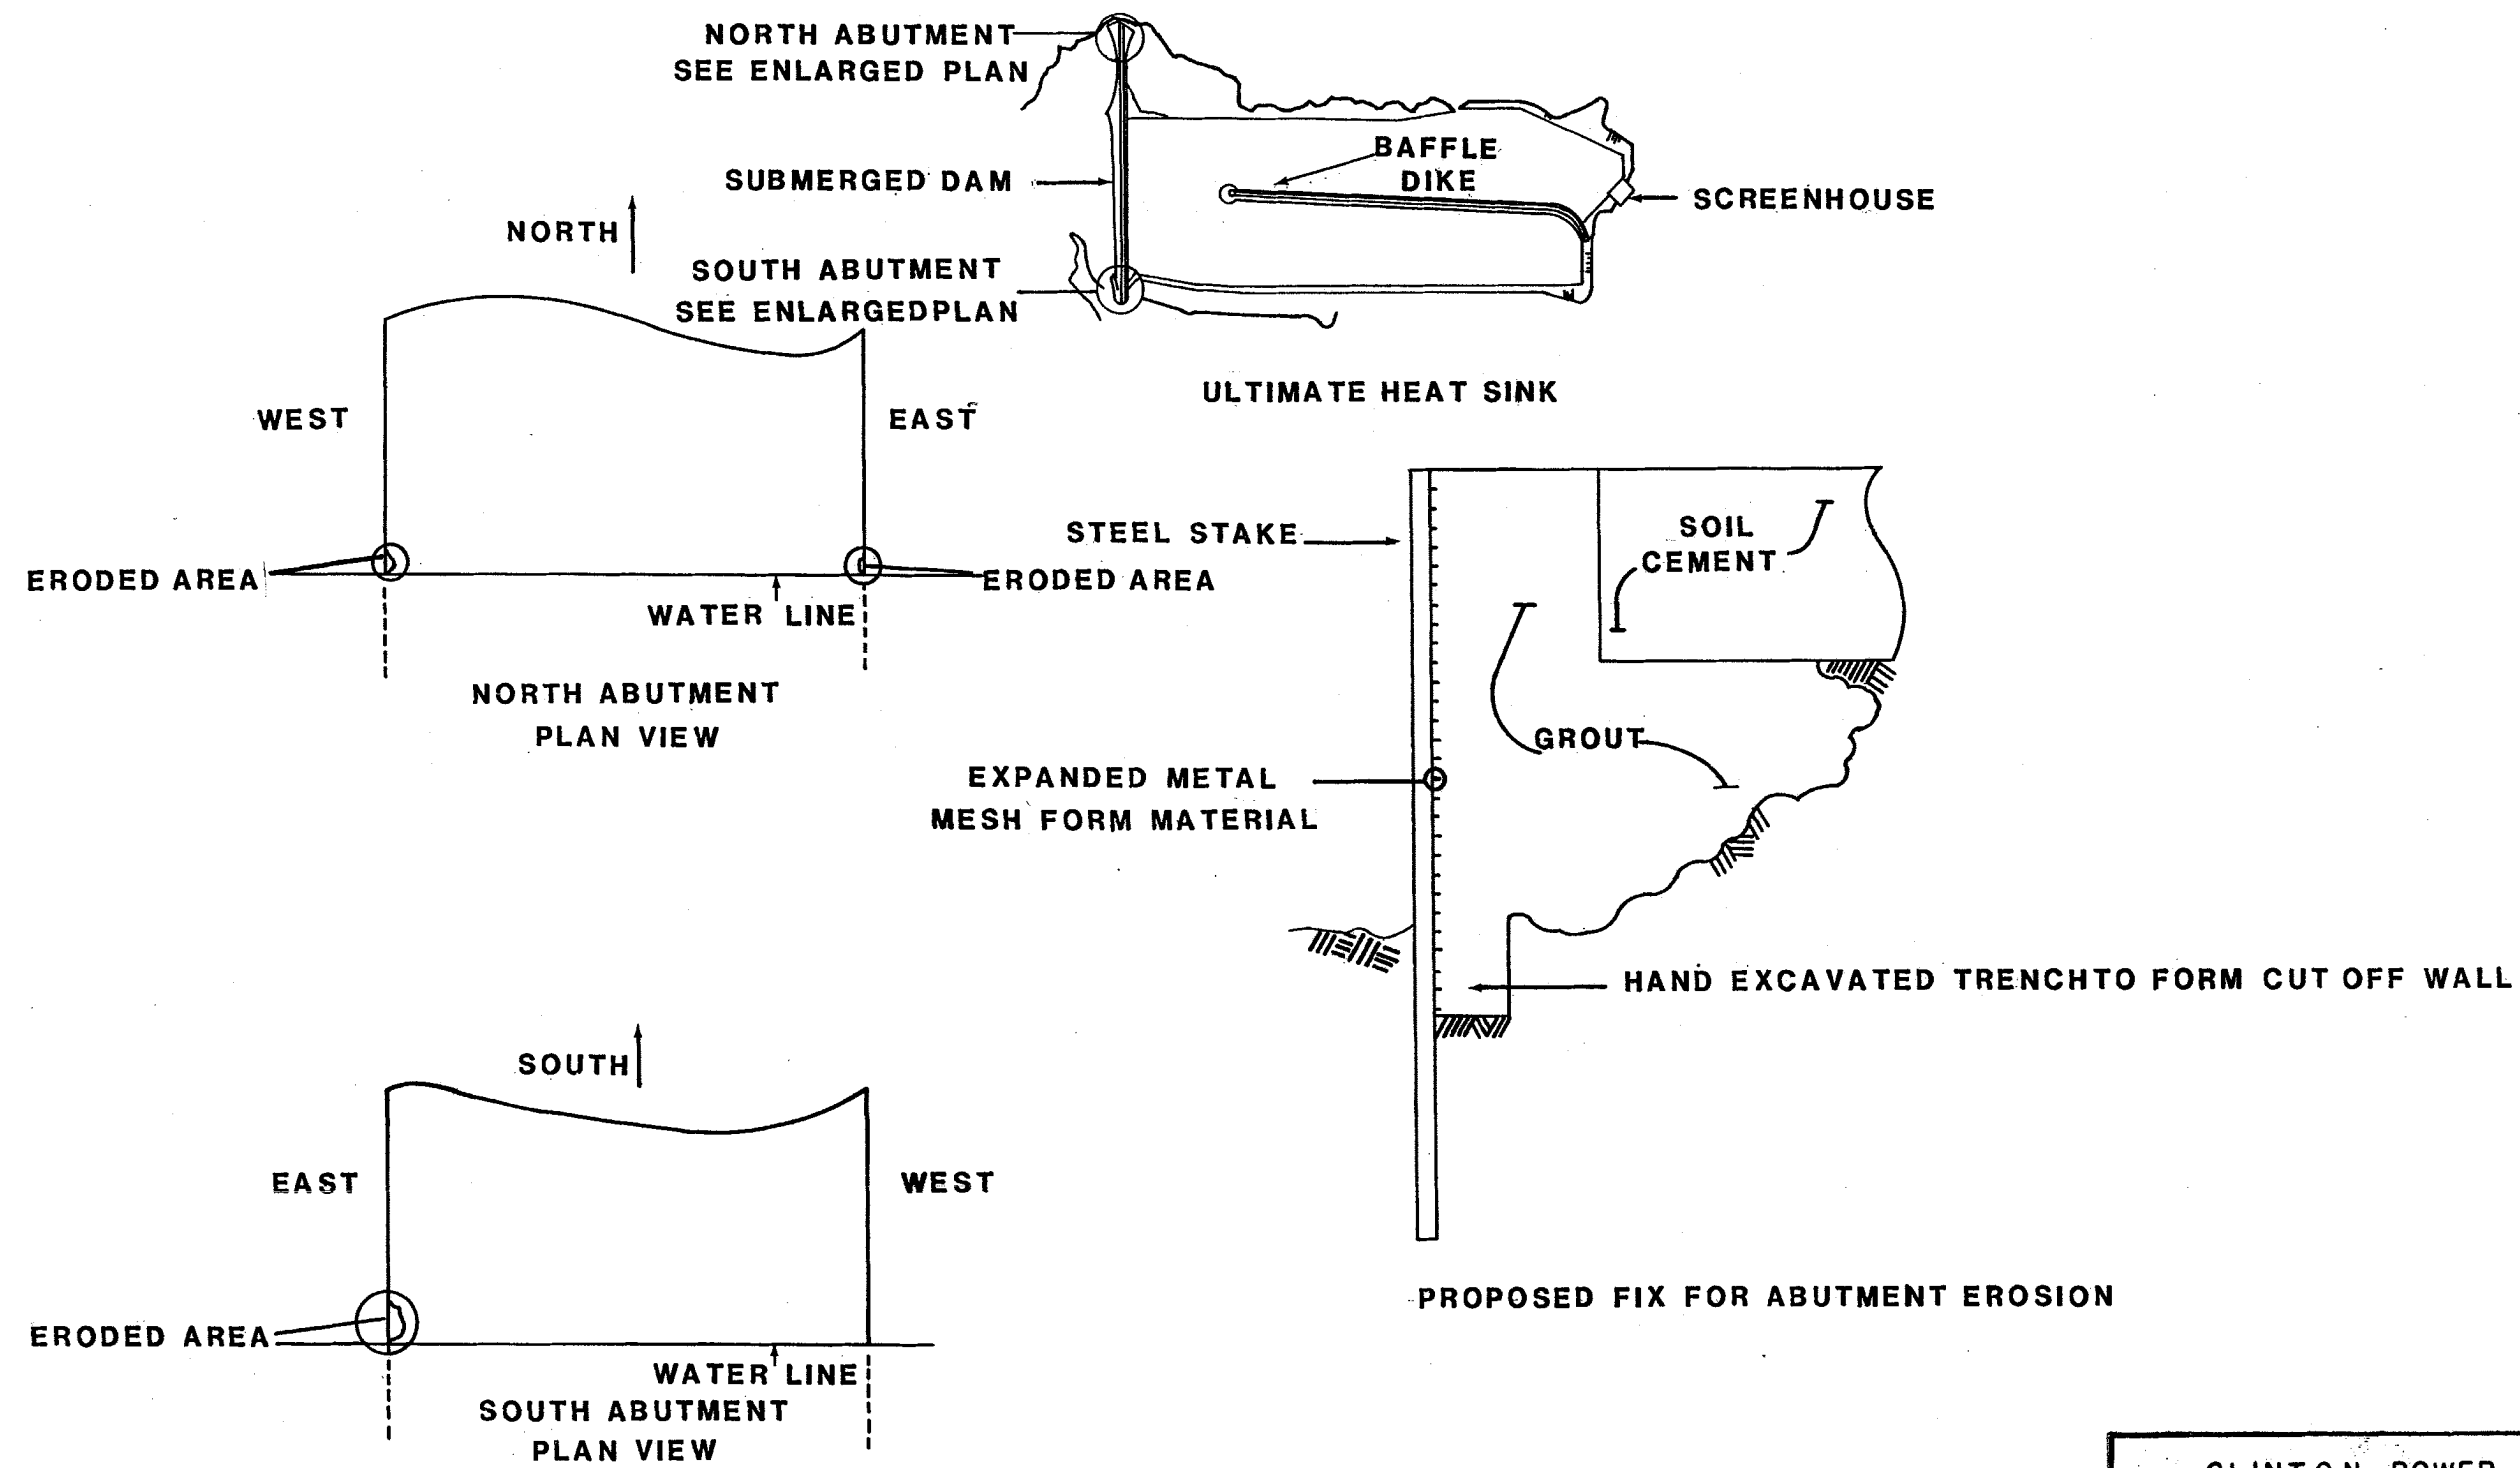 NORTH ABUTMENT
SEE ENLARGED PLAN
SUBMERGED DAM
BAFFLE
DIKE
SCREENHOUSE
SOUTH ABUTMENT
SEE ENLARGEDPLAN
ULTIMATE HEAT SINK
NORTH
WEST
EAST
ERODED AREA
ERODED AREA
WATER LINE
NORTH ABUTMENT
PLAN VIEW
STEEL STAKE
SOIL
CEMENT
GROUT
EXPANDED METAL
MESH FORM MATERIAL
HAND EXCAVATED TRENCHTO FORM CUT OFF WALL
PROPOSED FIX FOR ABUTMENT EROSION
SOUTH
EAST
WEST
ERODED AREA
WATER LINE
SOUTH ABUTMENT
PLAN VIEW
CLINTON POWER